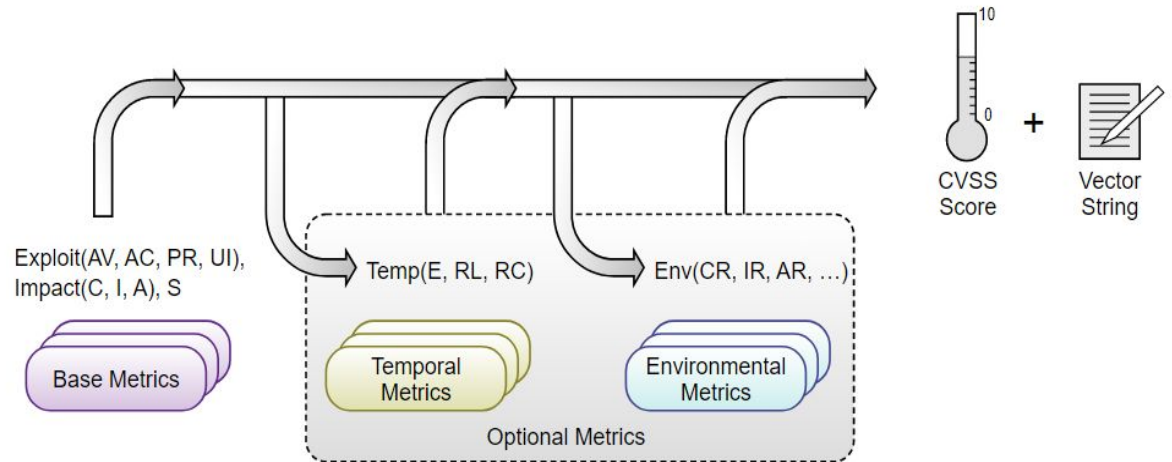 10
0
+
CVSS
Score
Vector
String
Exploit(AV, AC, PR, UI),
Impact(C, I, A), S
Temp(E, RL, RC)
Env(CR, IR, AR, …)
Base Metrics
Temporal
Metrics
Environmental
Metrics
Optional Metrics